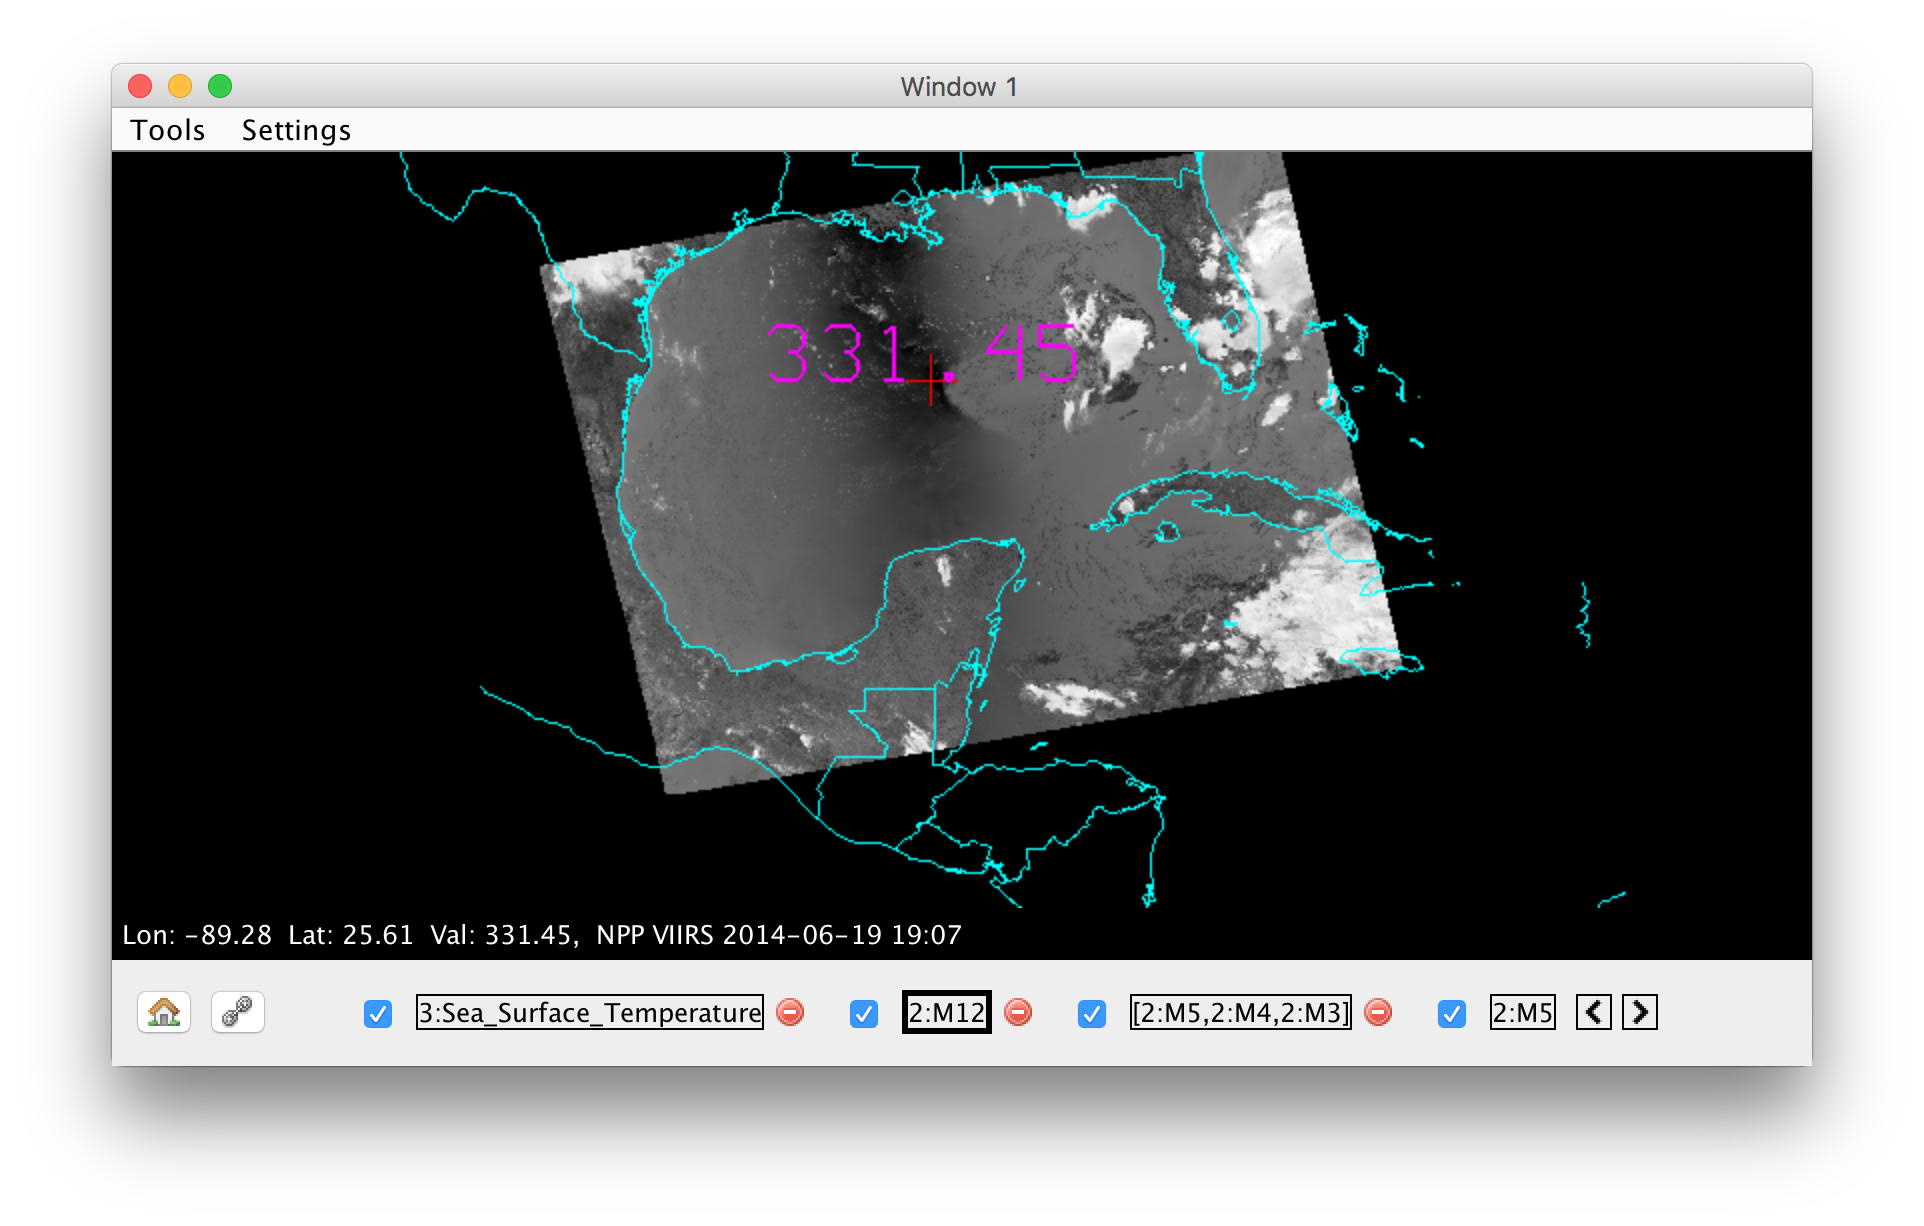 Window 1
Tools Settings
331.45
Lon: -89.28 Lat: 25.61 Val: 331.45, NPP VIIRS 2014-06-19 19:07
3:Sea_Surface_Temperature 2:M12 [2:M5,2:M4,2:M3] 2:M5 < >